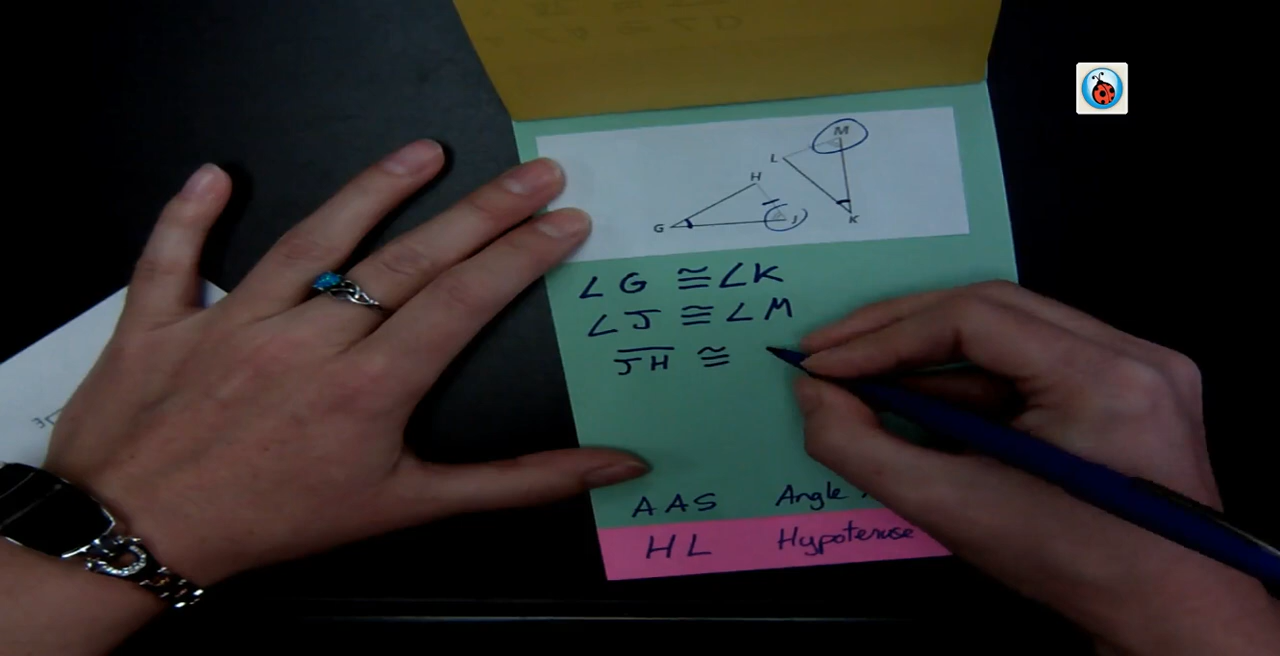 M
L
H
G
J
K
∠G ≅ ∠K
∠J ≅ ∠M
JH ≅
AAS Angle
HL Hypotenuse